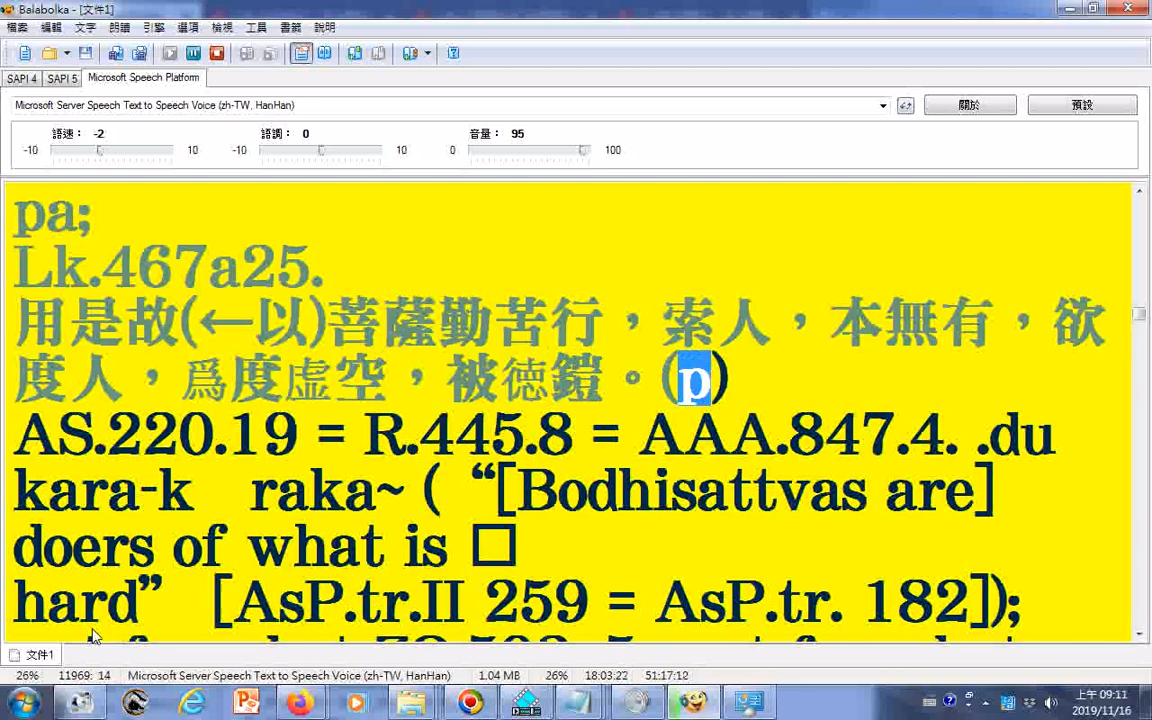 Balabolka - [文件1]
檔案 編輯 文字 朗讀 引擎 選項 檢視 工具 書籤 說明
SAPI 4 SAPI 5 Microsoft Speech Platform
Microsoft Server Speech Text to Speech Voice (zh-TW, HanHan)
關於 預設
語速： -2 語調： 0 音量： 95
-10 10 -10 10 0 100
pa;
Lk.467a25.
用是故(←以)菩薩勤苦行，索人，本無有，欲
度人，爲度虛空，被德鎧。(p)
AS.220.19 = R.445.8 = AAA.847.4. .du
kara-k raka~ ( “[Bodhisattvas are]
doers of what is □
hard” [AsP.tr.II 259 = AsP.tr. 182]);
文件1
26% 11969: 14 Microsoft Server Speech Text to Speech Voice (zh-TW, HanHan) 1.04 MB 26% 18:03:22 51:17:12
上午 09:11
2019/11/16